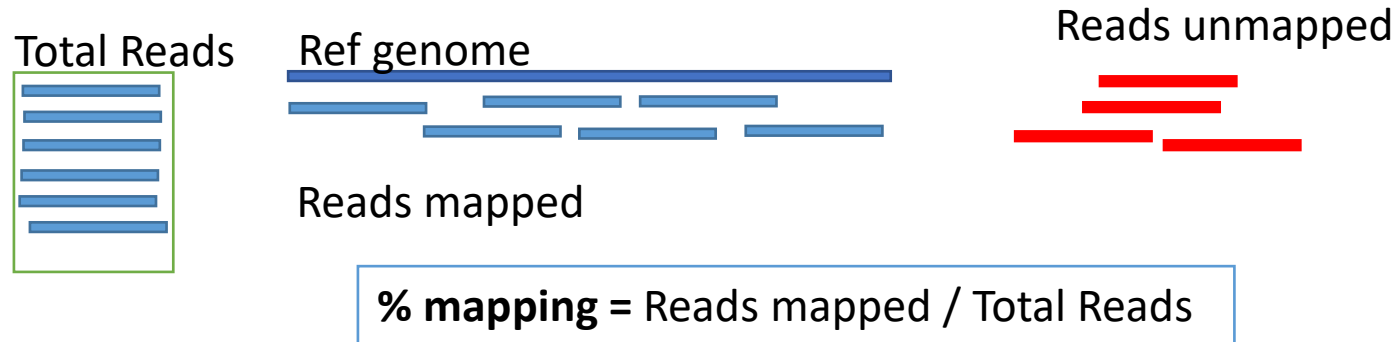 Total Reads
Ref genome
Reads unmapped
Reads mapped
% mapping = Reads mapped / Total Reads